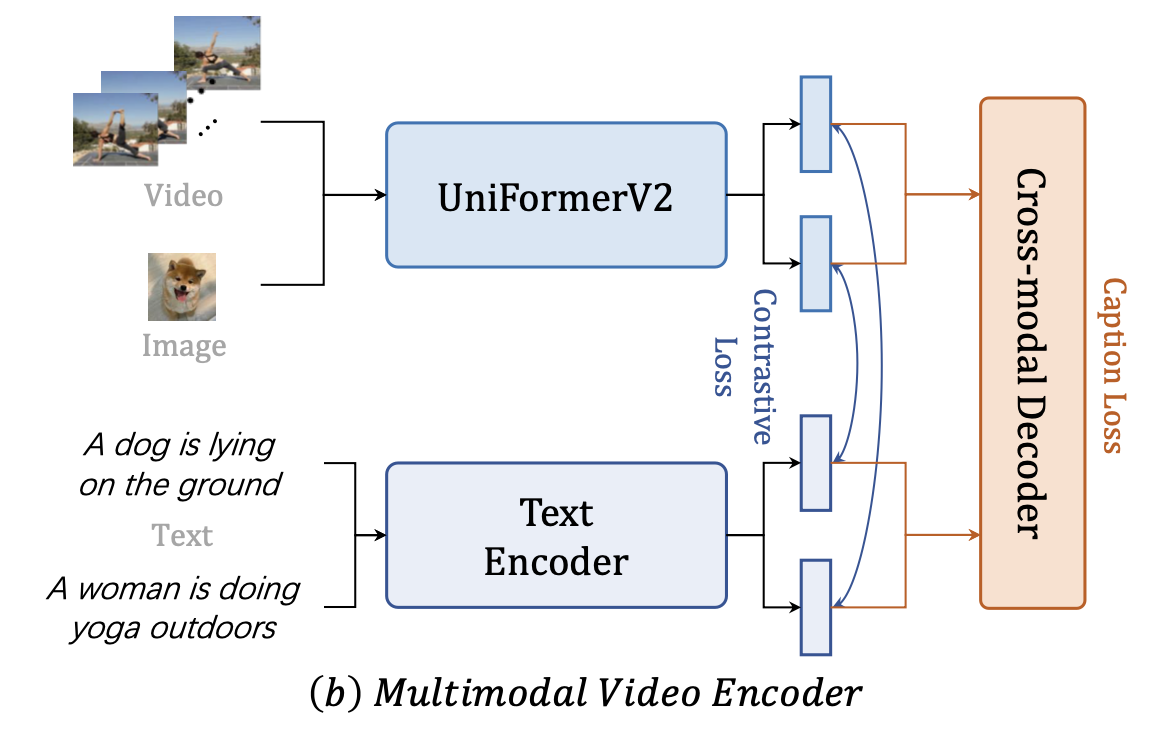 Video
Image
A dog is lying
on the ground
Text
A woman is doing
yoga outdoors
UniFormerV2
Text
Encoder
Contrastive
Loss
Cross-modal Decoder
Caption Loss
(b) Multimodal Video Encoder